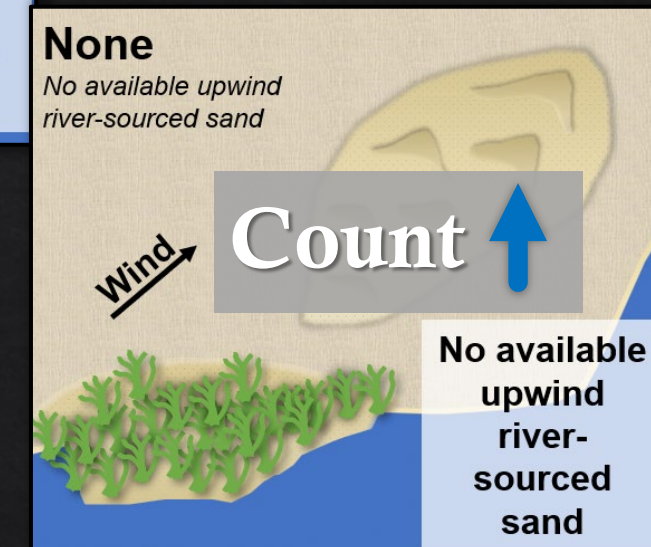 None
No available upwind
river-sourced sand
Wind
Count
No available
upwind
river-
sourced
sand